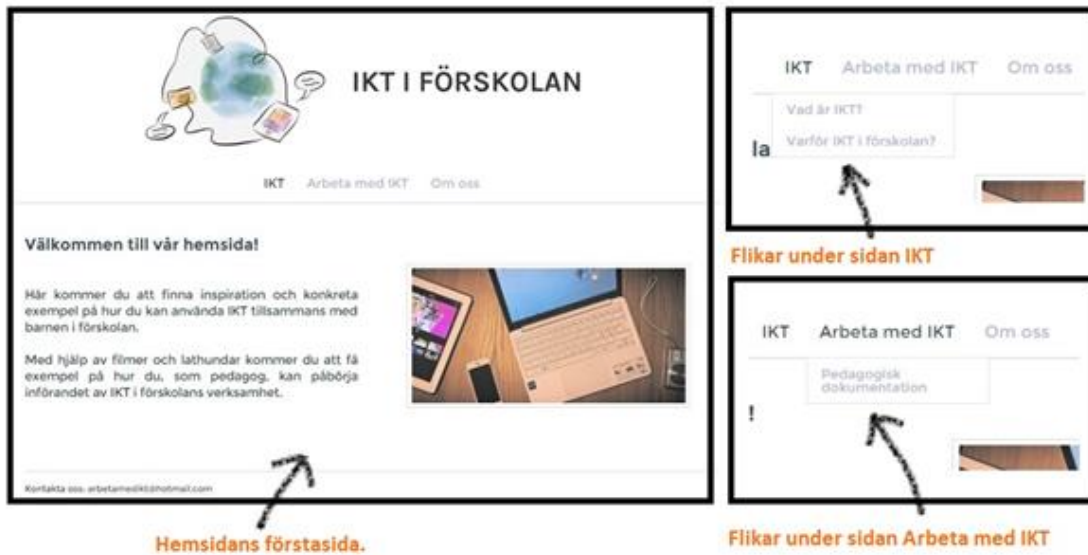 IKT I FÖRSKOLAN
IKT Arbeta med IKT Om oss
Välkommen till vår hemsida!
Här kommer du att finna inspiration och konkreta
exempel på hur du kan använda IKT tillsammans med
barnen i förskolan.
Med hjälp av filmer och lathundar kommer du att få
exempel på hur du, som pedagog, kan påbörja
införandet av IKT i förskolans verksamhet.
Kontakta oss: arbetamedikt@hotmail.com
Hemsidans förstasida.
IKT Arbeta med IKT Om oss
Vad är IKT?
Varför IKT i förskolan?
la
Flikar under sidan IKT
IKT Arbeta med IKT Om oss
Pedagogisk
dokumentation
!
Flikar under sidan Arbeta med IKT